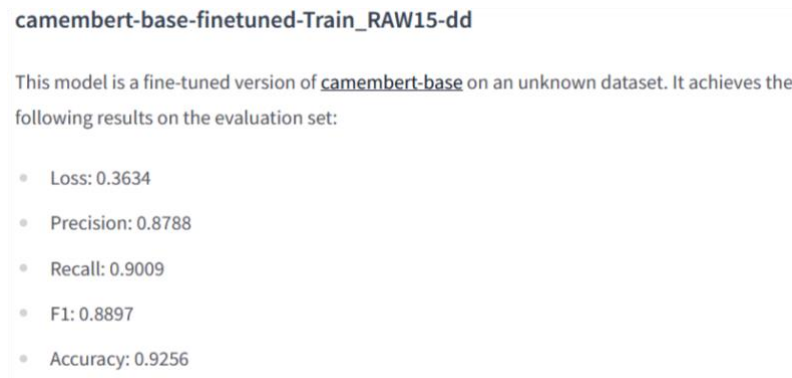 camembert-base-finetuned-Train_RAW15-dd
This model is a fine-tuned version of camembert-base on an unknown dataset. It achieves the
following results on the evaluation set:
Loss: 0.3634
Precision: 0.8788
Recall: 0.9009
F1: 0.8897
Accuracy: 0.9256